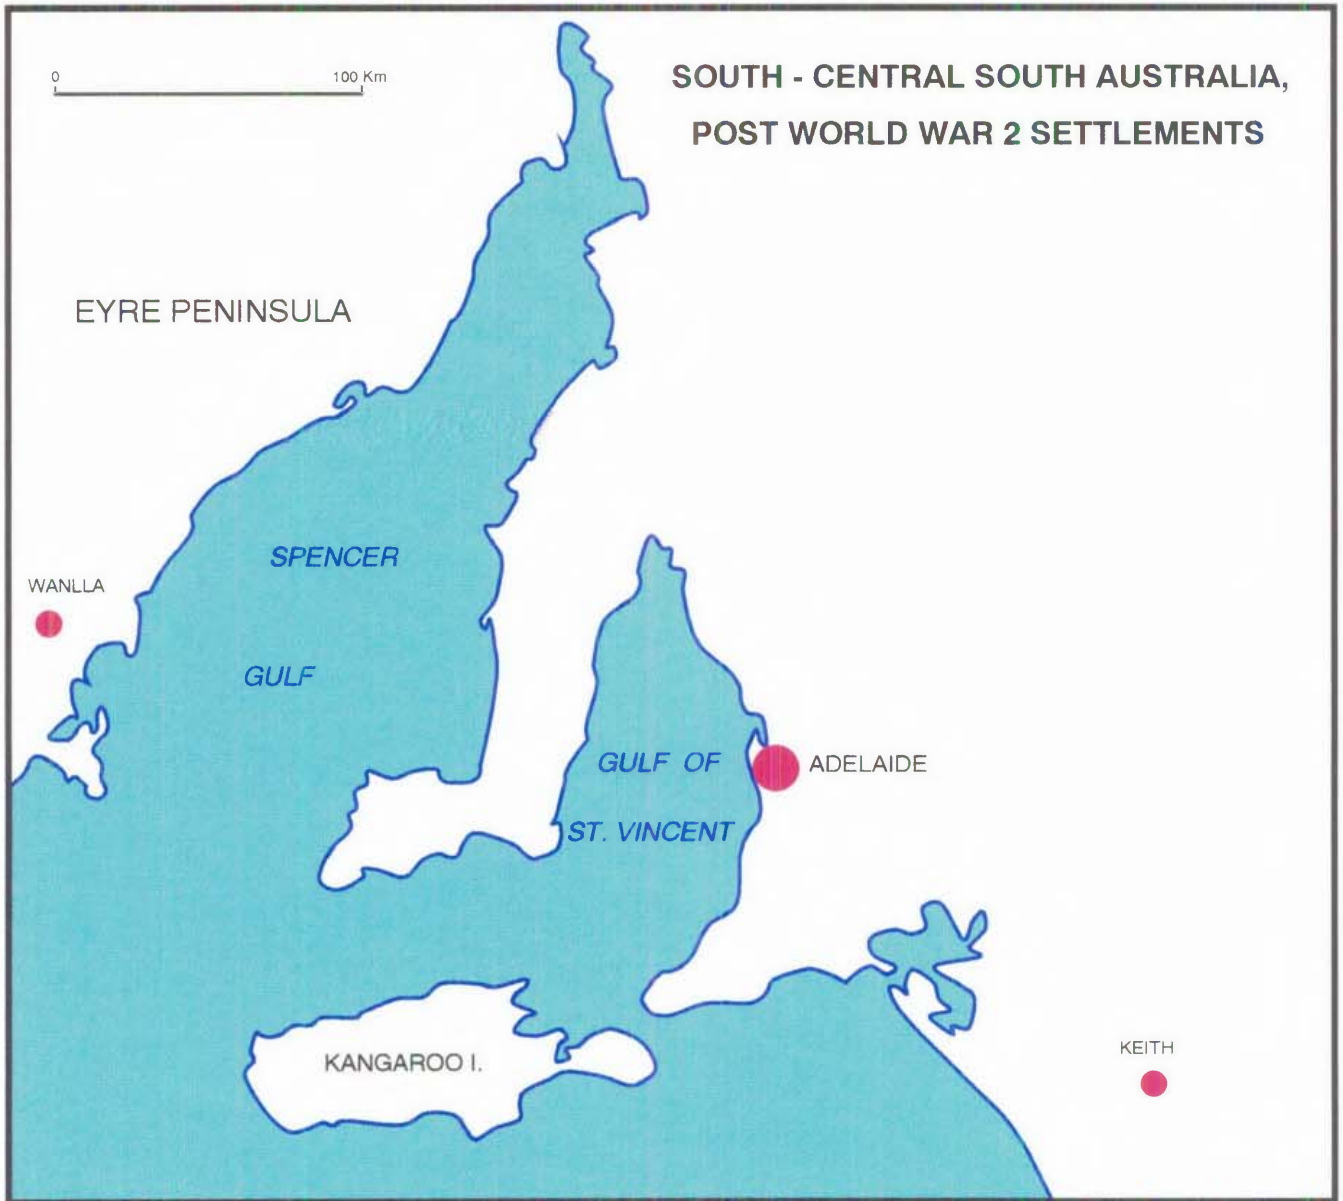 0 100 Km
SOUTH - CENTRAL SOUTH AUSTRALIA,
POST WORLD WAR 2 SETTLEMENTS
EYRE PENINSULA
SPENCER
WANLLA
GULF
GULF OF
ADELAIDE
ST. VINCENT
KEITH
KANGAROO I.